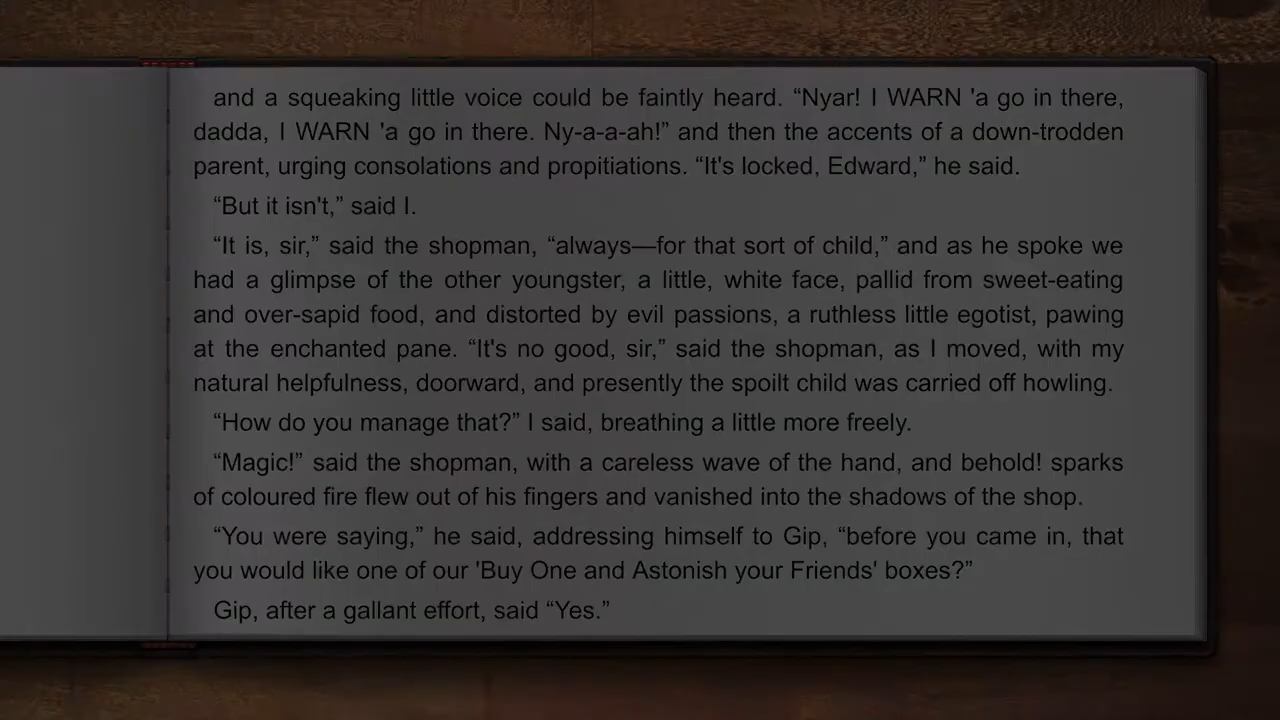 and a squeaking little voice could be faintly heard. “Nyar! I WARN 'a go in there,
dadda, I WARN 'a go in there. Ny-a-a-ah!” and then the accents of a down-trodden
parent, urging consolations and propitiations. “It's locked, Edward,” he said.
“But it isn't,” said I.
“It is, sir,” said the shopman, “always—for that sort of child,” and as he spoke we
had a glimpse of the other youngster, a little, white face, pallid from sweet-eating
and over-sapid food, and distorted by evil passions, a ruthless little egotist, pawing
at the enchanted pane. “It's no good, sir,” said the shopman, as I moved, with my
natural helpfulness, doorward, and presently the spoilt child was carried off howling.
“How do you manage that?” I said, breathing a little more freely.
“Magic!” said the shopman, with a careless wave of the hand, and behold! sparks
of coloured fire flew out of his fingers and vanished into the shadows of the shop.
“You were saying,” he said, addressing himself to Gip, “before you came in, that
you would like one of our 'Buy One and Astonish your Friends' boxes?”
Gip, after a gallant effort, said “Yes.”